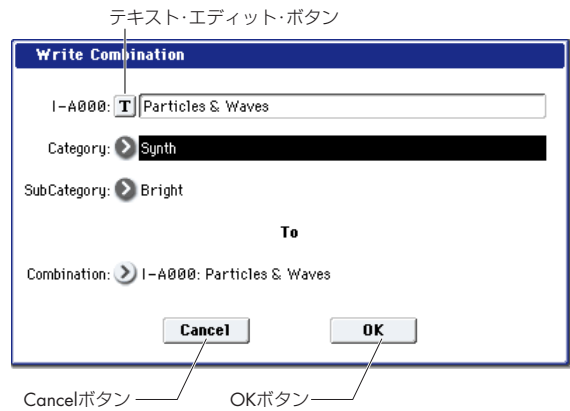 テキスト・エディット・ボタン
Write Combination
I-A000: T Particles & Waves
Category: Synth
SubCategory: Bright
To
Combination: I-A000: Particles & Waves
Cancel OK
Cancelボタン OKボタン